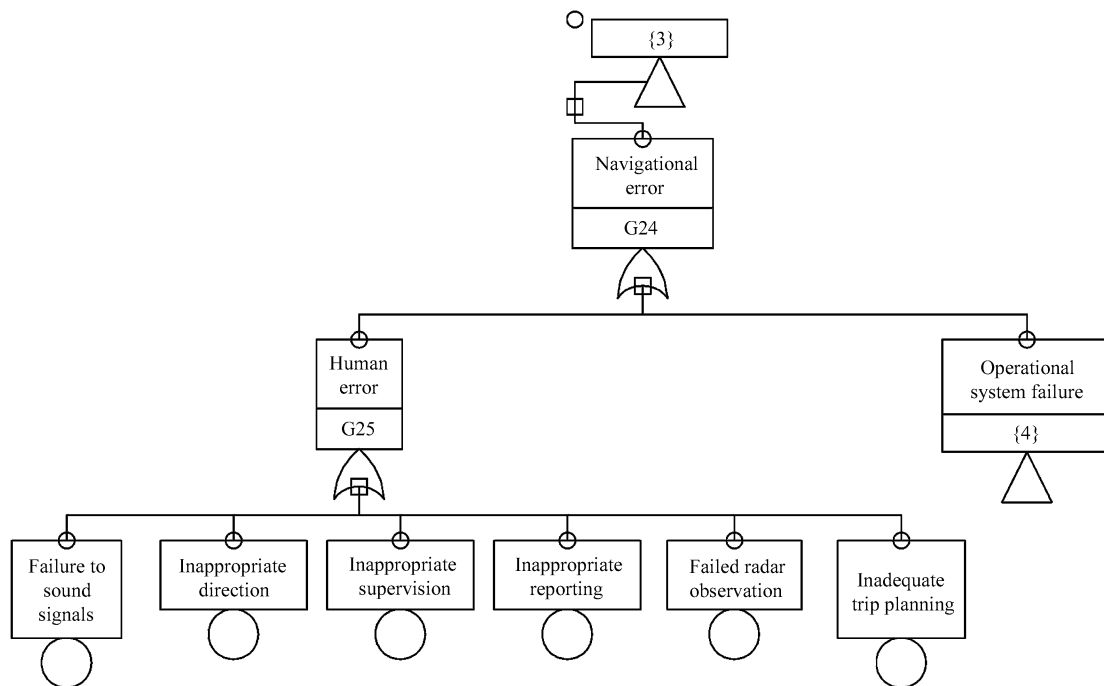 {3}
Navigational
error
G24
Human
error
G25
Operational
system failure
{4}
Failure to
sound
signals
Inappropriate
direction
Inappropriate
supervision
Inappropriate
reporting
Failed radar
observation
Inadequate
trip planning